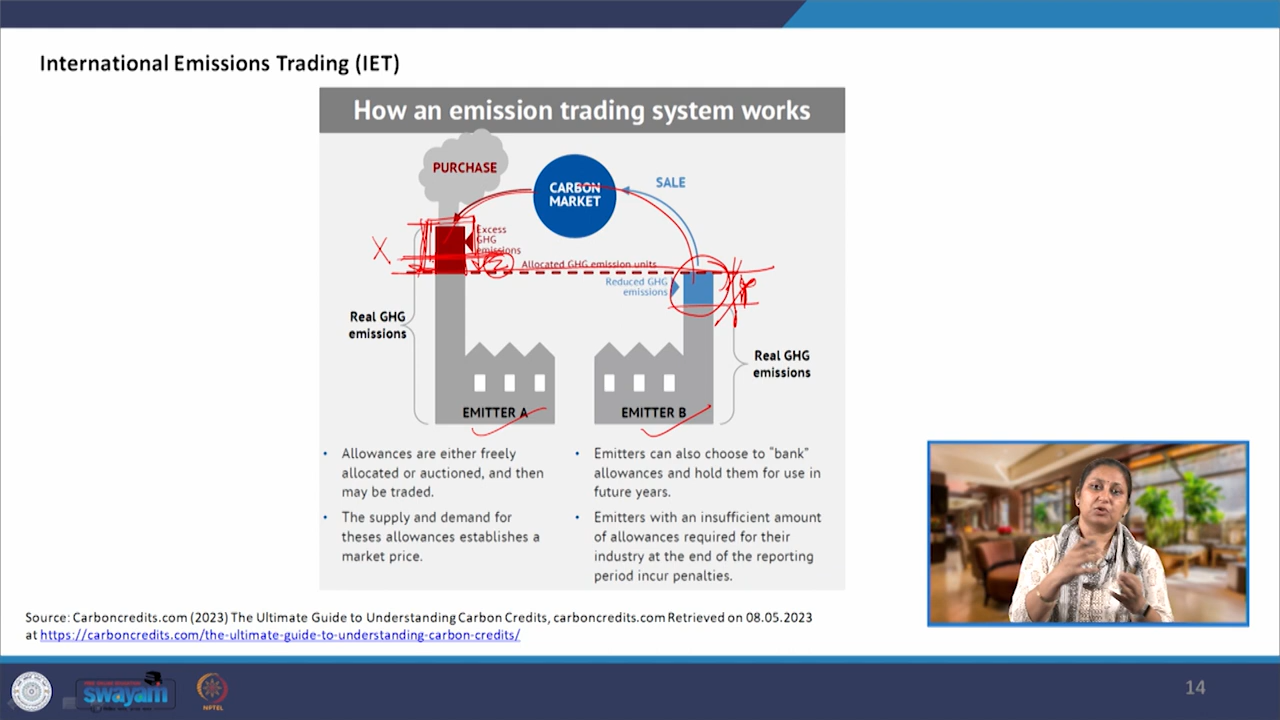 International Emissions Trading (IET)
How an emission trading system works
PURCHASE
CARBON
MARKET
SALE
Excess
GHG
emissions
Allocated GHG emission units
Reduced GHG
emissions
Real GHG
emissions
Real GHG
emissions
EMITTER A
EMITTER B
• Allowances are either freely
allocated or auctioned, and then
may be traded.
• The supply and demand for
theses allowances establishes a
market price.
• Emitters can also choose to "bank"
allowances and hold them for use in
future years.
• Emitters with an insufficient amount
of allowances required for their
industry at the end of the reporting
period incur penalties.
Source: Carboncredits.com (2023) The Ultimate Guide to Understanding Carbon Credits, carboncredits.com Retrieved on 08.05.2023
at https://carboncredits.com/the-ultimate-guide-to-understanding-carbon-credits/
swayam
NPTEL
14